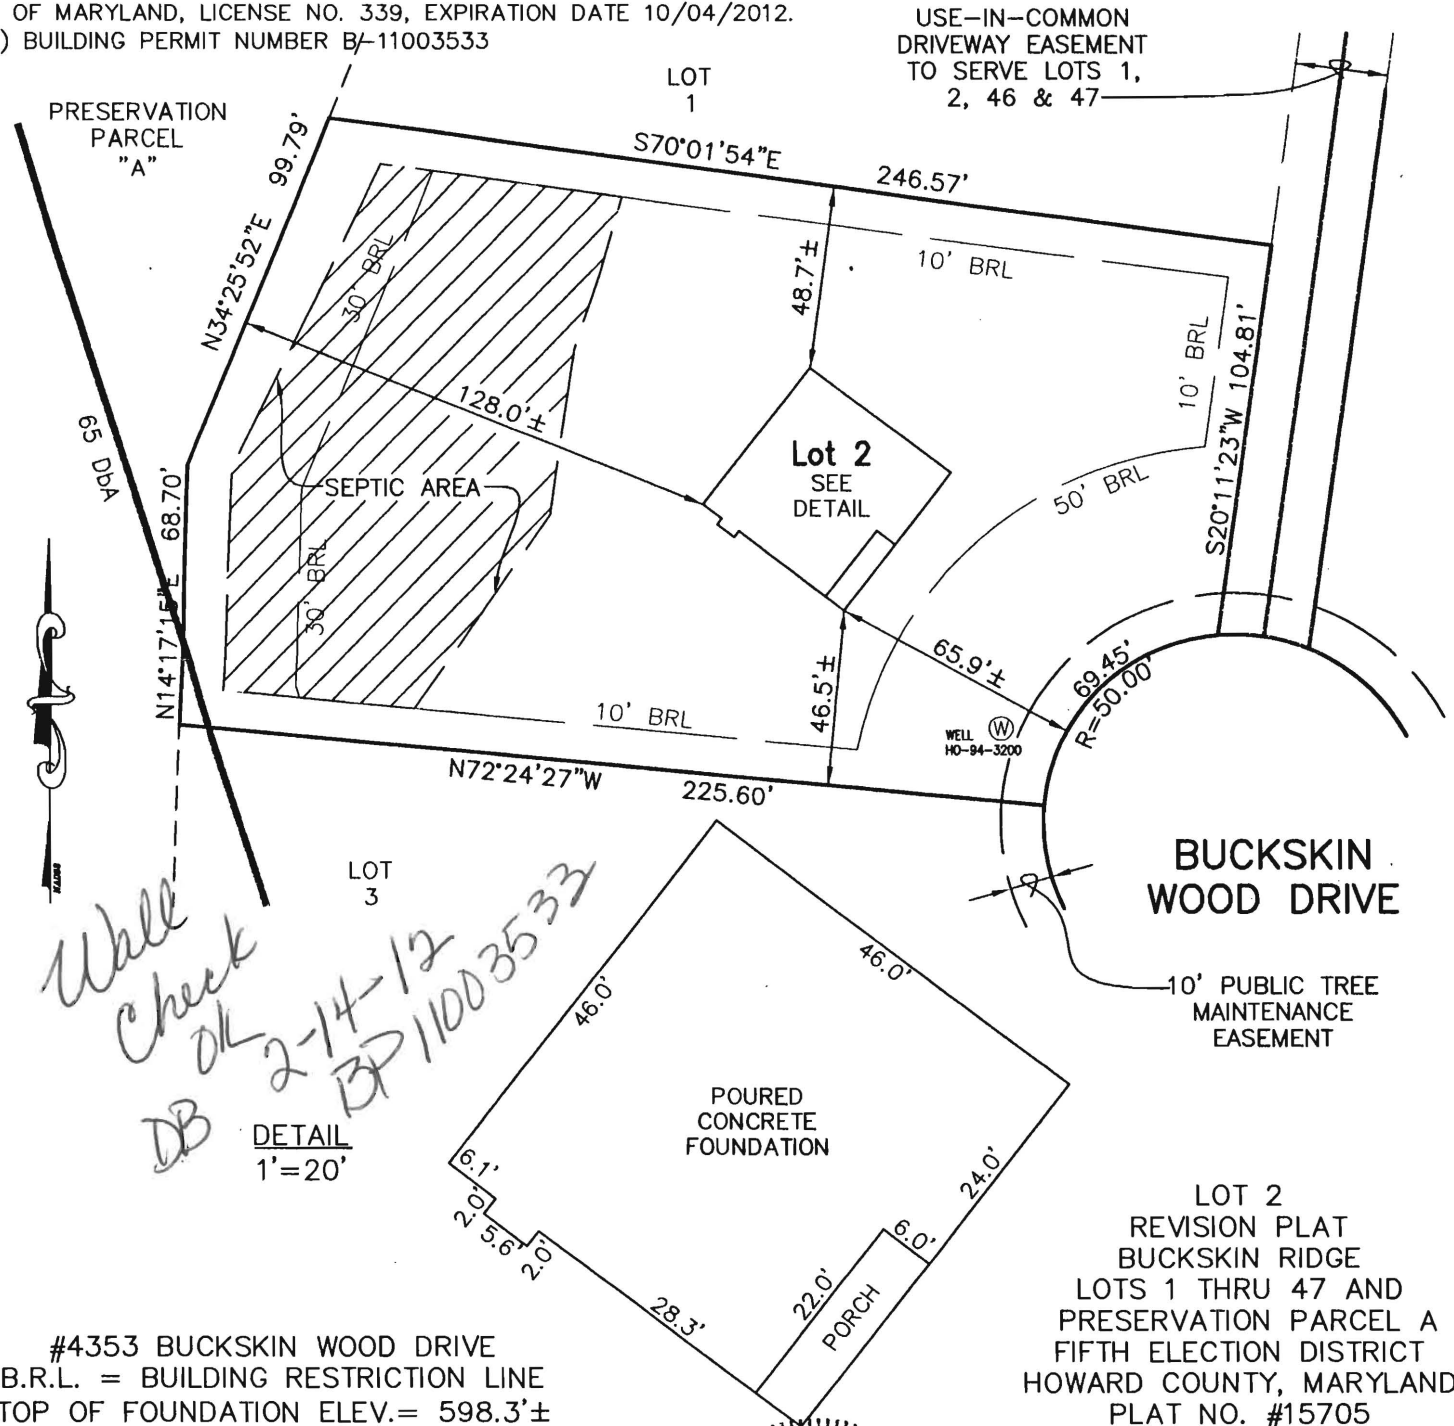 OF MARYLAND, LICENSE NO. 339, EXPIRATION DATE 10/04/2012.
) BUILDING PERMIT NUMBER B-11003533
USE-IN-COMMON
DRIVEWAY EASEMENT
TO SERVE LOTS 1,
2, 46 & 47
LOT
1
PRESERVATION
PARCEL
"A"
S70°01'54"E 246.57'
N34°25'52"E 99.79'
30' BRL
48.7'±
10' BRL
10' BRL
S20°11'23"W 104.81'
128.0'±
65 DbA
Lot 2
SEE
DETAIL
SEPTIC AREA
50' BRL
N14°17'15"E 68.70'
30' BRL
65.9'±
69.45'
R=50.00'
46.5'±
10' BRL
WELL W
HO-94-3200
N72°24'27"W 225.60'
LOT
3
BUCKSKIN
WOOD DRIVE
10' PUBLIC TREE
MAINTENANCE
EASEMENT
Wall
Check
OK 2-14-12
DB BP11003533
DETAIL
1'=20'
46.0'
46.0'
POURED
CONCRETE
FOUNDATION
6.1'
2.0'
5.6'
2.0'
28.3'
22.0'
6.0'
24.0'
PORCH
#4353 BUCKSKIN WOOD DRIVE
B.R.L. = BUILDING RESTRICTION LINE
TOP OF FOUNDATION ELEV.= 598.3'±
LOT 2
REVISION PLAT
BUCKSKIN RIDGE
LOTS 1 THRU 47 AND
PRESERVATION PARCEL A
FIFTH ELECTION DISTRICT
HOWARD COUNTY, MARYLAND
PLAT NO. #15705